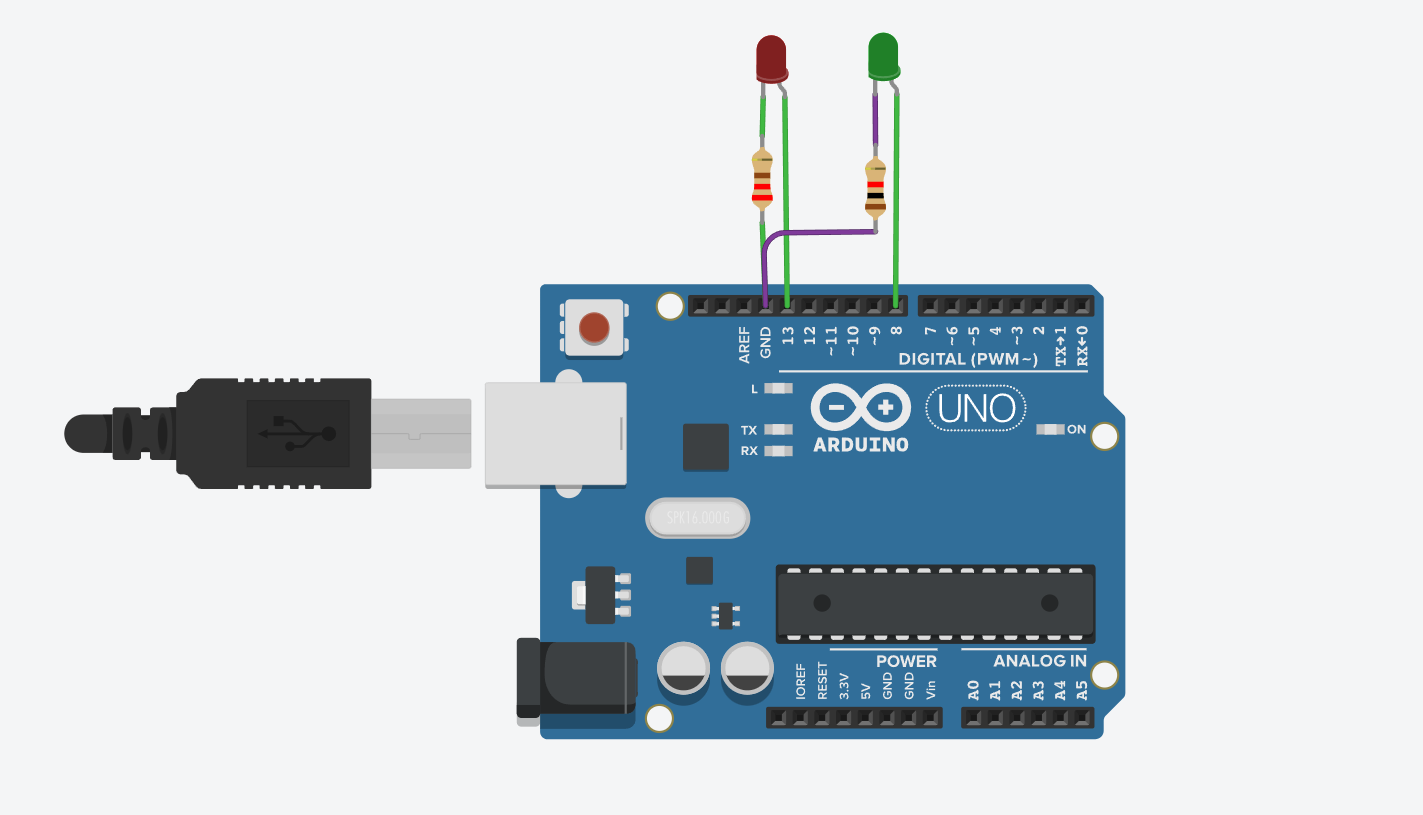 AREF
GND
13
12
~11
~10
~9
8
7
~6
~5
4
~3
2
TX→1
RX←0
DIGITAL (PWM~)
L
TX
RX
UNO
ON
ARDUINO
SPK16.000G
POWER
ANALOG IN
IOREF
RESET
3.3V
5V
GND
GND
Vin
A0
A1
A2
A3
A4
A5